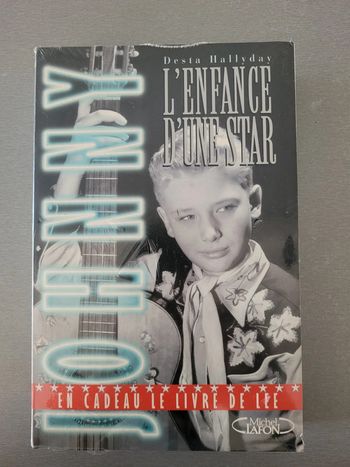 Desta Hallyday
L'ENFANCE
D'UNE STAR
JOHNNY
EN CADEAU LE LIVRE DE LEE
Michel
LAFON